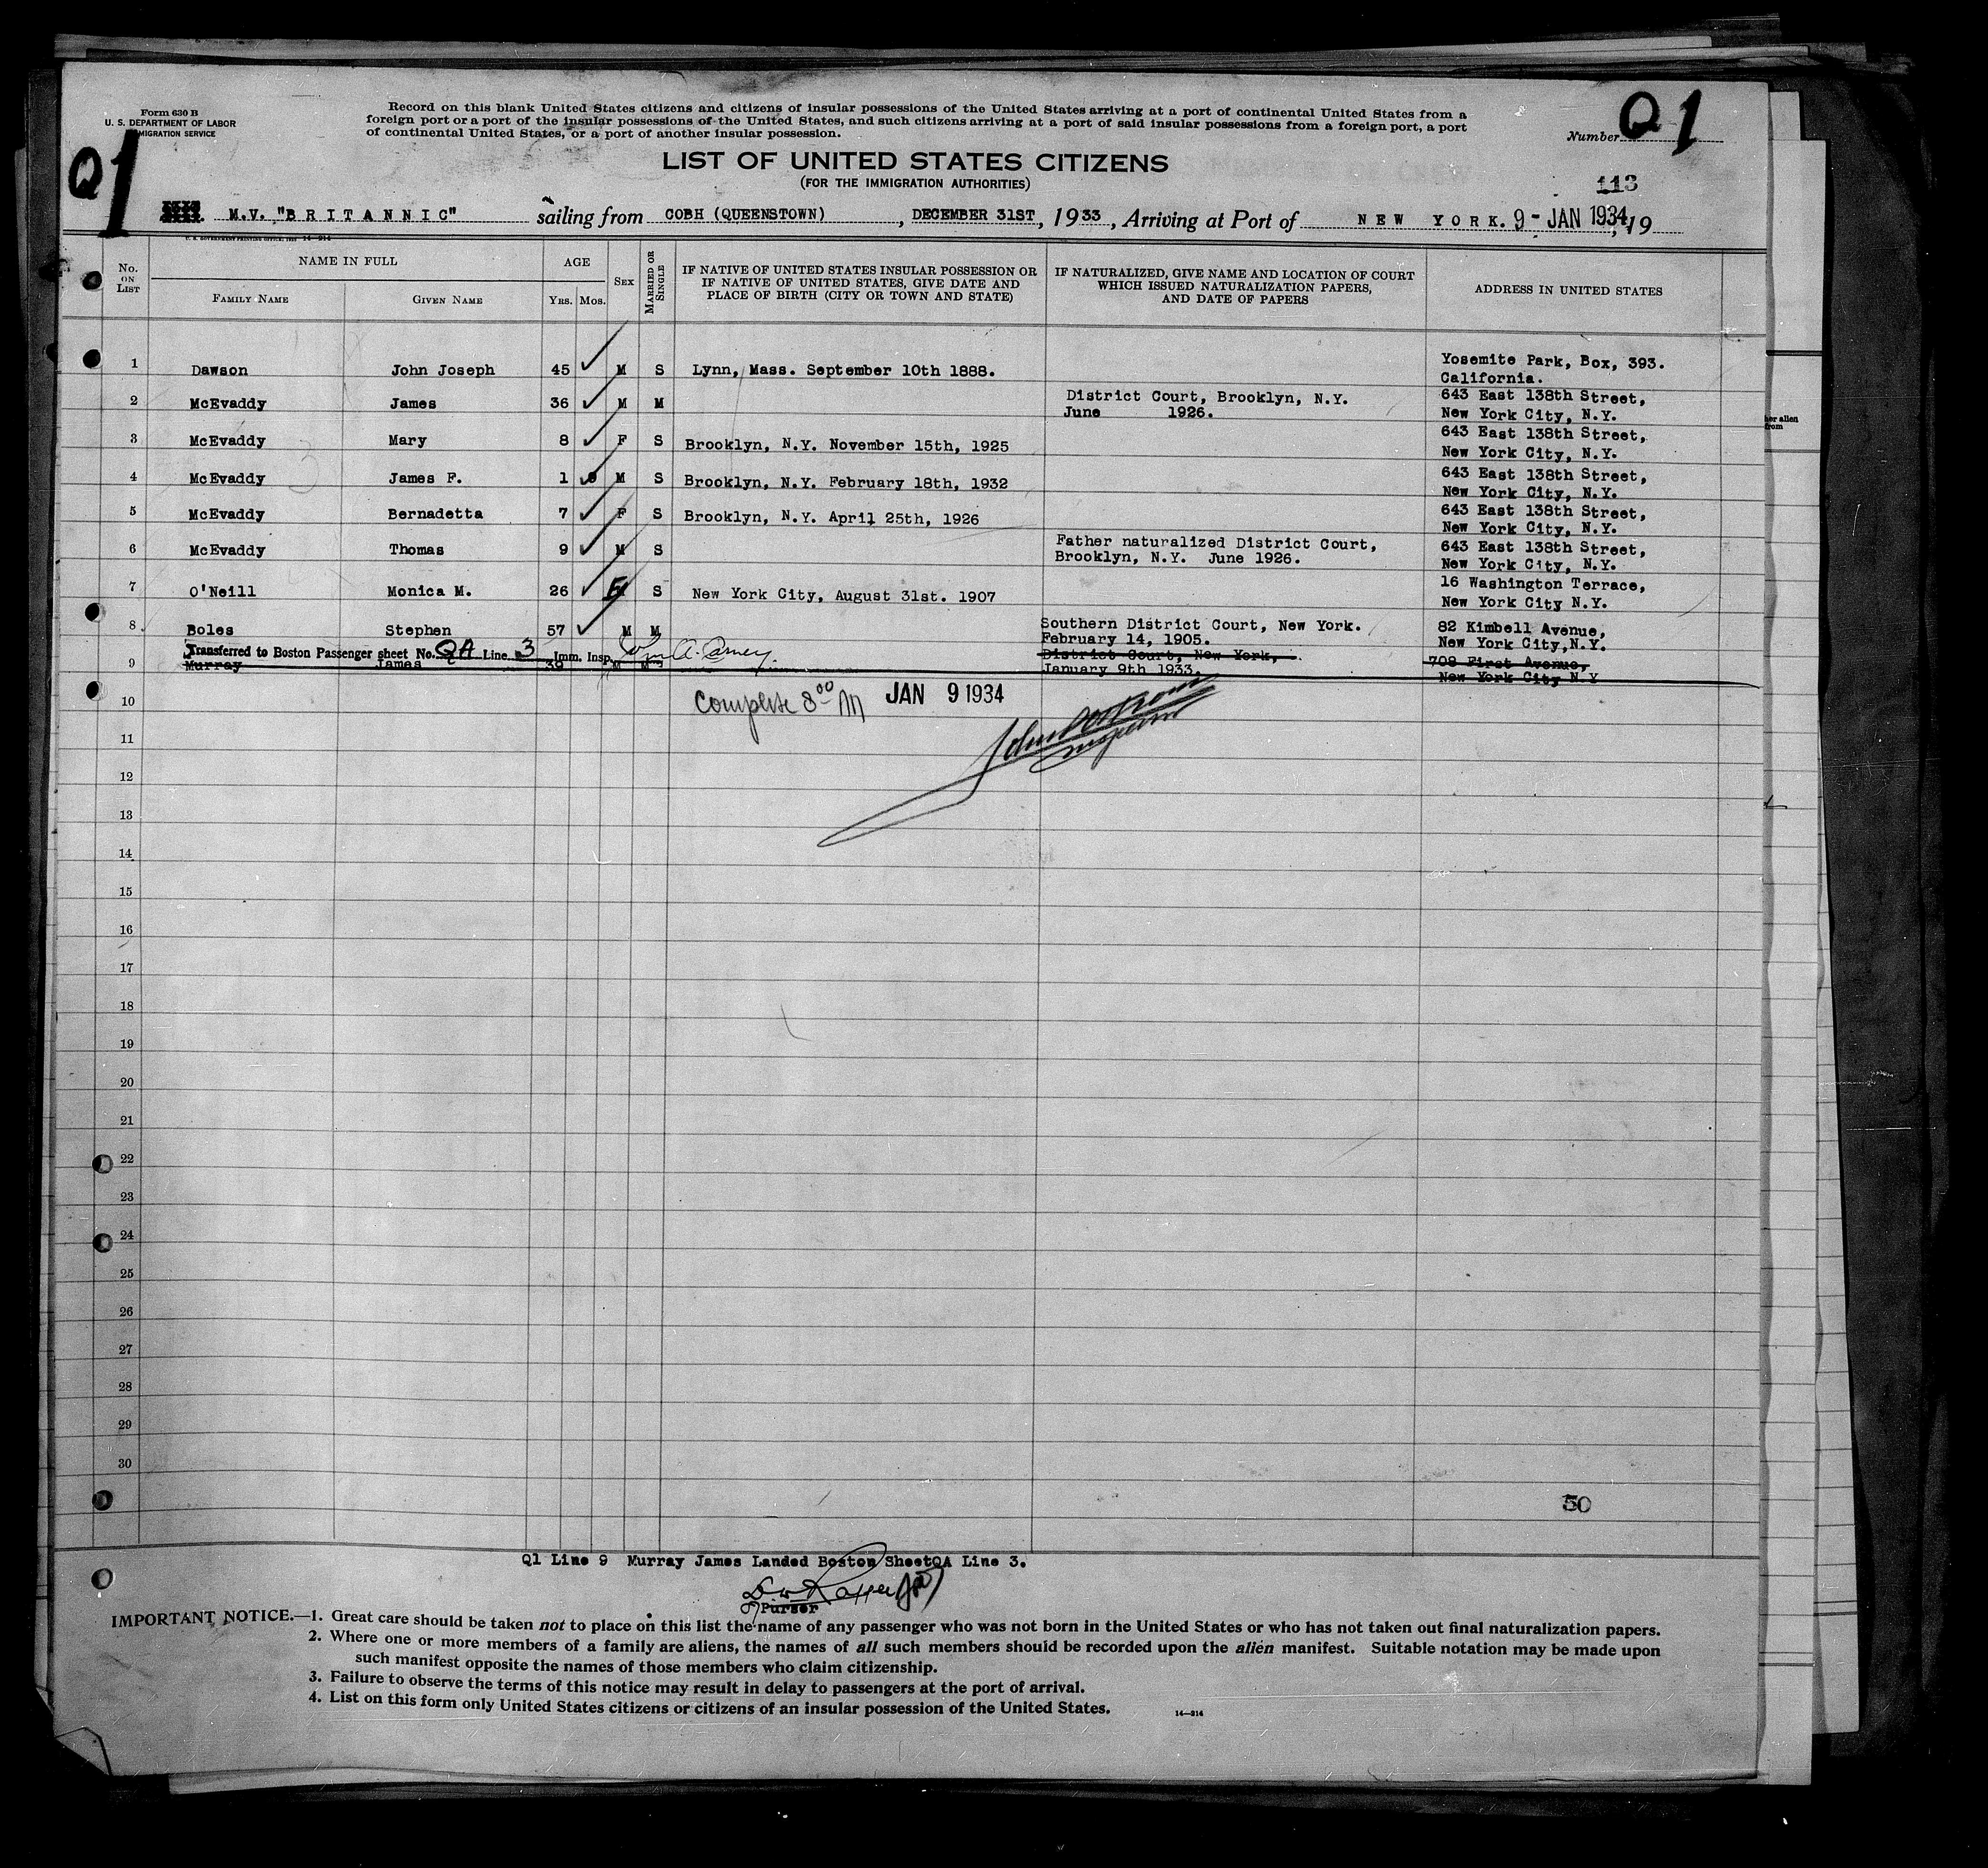 Form 630 B
U. S. DEPARTMENT OF LABOR
IMMIGRATION SERVICE
Record on this blank United States citizens and citizens of insular possessions of the United States arriving at a port of continental United States from a
foreign port or a port of the insular possessions of the United States, and such citizens arriving at a port of said insular possessions from a foreign port, a port
of continental United States, or a port of another insular possession.
Number Q1
Q1
LIST OF UNITED STATES CITIZENS
(FOR THE IMMIGRATION AUTHORITIES)
113
M.V. "BRITANNIC" sailing from COBH (QUEENSTOWN), DECEMBER 31ST, 1933, Arriving at Port of NEW YORK. 9 - JAN 1934, 19
U. S. GOVERNMENT PRINTING OFFICE: 14-214
No. ON LIST
NAME IN FULL
FAMILY NAME
GIVEN NAME
AGE
YRS. MOS.
SEX
MARRIED OR SINGLE
IF NATIVE OF UNITED STATES INSULAR POSSESSION OR
IF NATIVE OF UNITED STATES, GIVE DATE AND
PLACE OF BIRTH (CITY OR TOWN AND STATE)
IF NATURALIZED, GIVE NAME AND LOCATION OF COURT
WHICH ISSUED NATURALIZATION PAPERS,
AND DATE OF PAPERS
ADDRESS IN UNITED STATES
1 Dawson John Joseph 45 M S Lynn, Mass. September 10th 1888. Yosemite Park, Box, 393.
California.
2 McEvaddy James 36 M M District Court, Brooklyn, N.Y. 643 East 138th Street,
June 1926. New York City, N.Y.
3 McEvaddy Mary 8 F S Brooklyn, N.Y. November 15th, 1925 643 East 138th Street,
New York City, N.Y.
4 McEvaddy James F. 1 9 M S Brooklyn, N.Y. February 18th, 1932 643 East 138th Street,
New York City, N.Y.
5 McEvaddy Bernadetta 7 F S Brooklyn, N.Y. April 25th, 1926 643 East 138th Street,
New York City, N.Y.
6 McEvaddy Thomas 9 M S Father naturalized District Court, 643 East 138th Street,
Brooklyn, N.Y. June 1926. New York City, N.Y.
7 O'Neill Monica M. 26 F S New York City, August 31st. 1907 16 Washington Terrace,
New York City N.Y.
8 Boles Stephen 57 M M Southern District Court, New York. 82 Kimbell Avenue,
February 14, 1905. New York City, N.Y.
Transferred to Boston Passenger sheet No. QA Line 3 Imm. Insp.
9 Murray James 39 M M District Court, New York, 708 First Avenue,
January 9th 1933. New York City N.Y
10
Complete 3 00 M JAN 9 1934
11
12
13
14
15
16
17
18
19
20
21
22
23
24
25
26
27
28
29
30
50
Q1 Line 9 Murray James Landed Boston SheetQA Line 3.
Purser
IMPORTANT NOTICE.—1. Great care should be taken not to place on this list the name of any passenger who was not born in the United States or who has not taken out final naturalization papers.
2. Where one or more members of a family are aliens, the names of all such members should be recorded upon the alien manifest. Suitable notation may be made upon
such manifest opposite the names of those members who claim citizenship.
3. Failure to observe the terms of this notice may result in delay to passengers at the port of arrival.
4. List on this form only United States citizens or citizens of an insular possession of the United States.
14—214